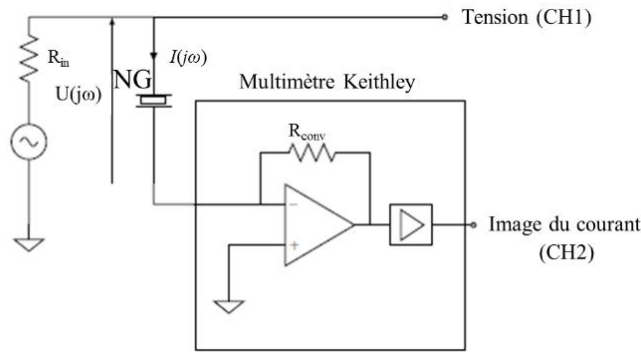 Tension (CH1)
R_in
I(jω)
NG
U(jω)
Multimètre Keithley
R_conv
−
+
Image du courant
(CH2)